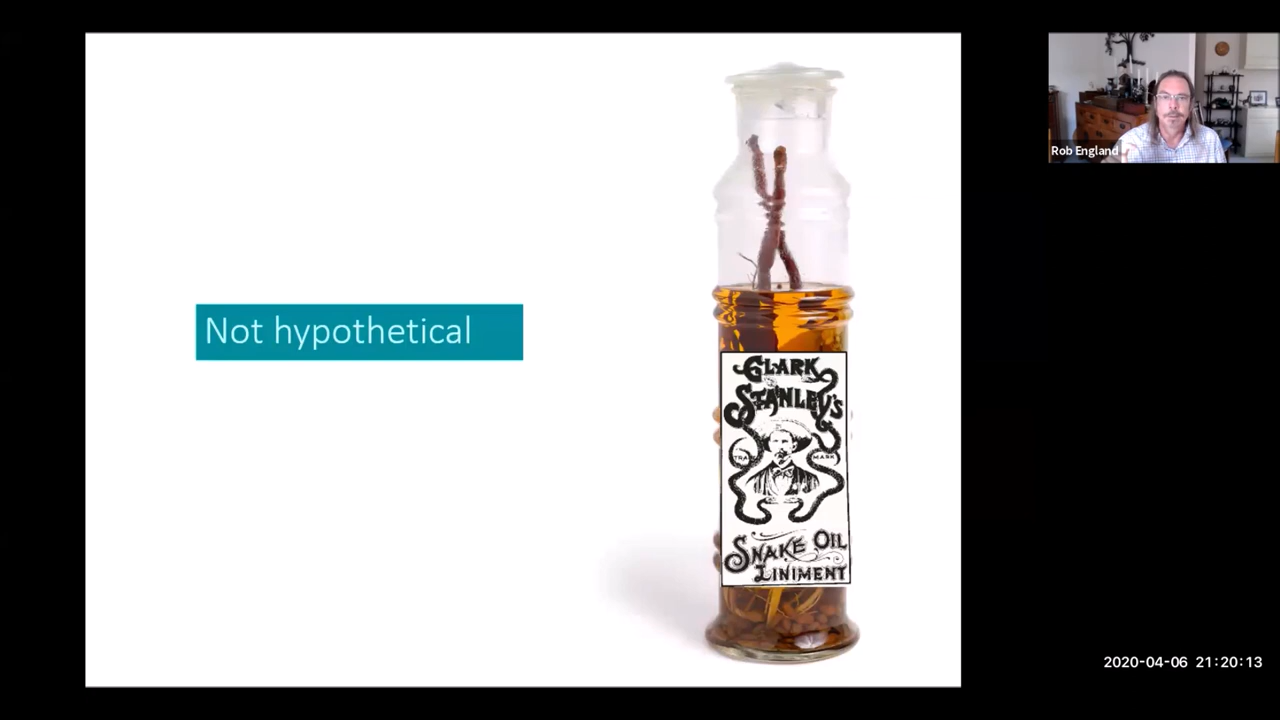 Not hypothetical
CLARK
STANLEY'S
TRADE MARK
SNAKE OIL
LINIMENT
Rob England
2020-04-06 21:20:13